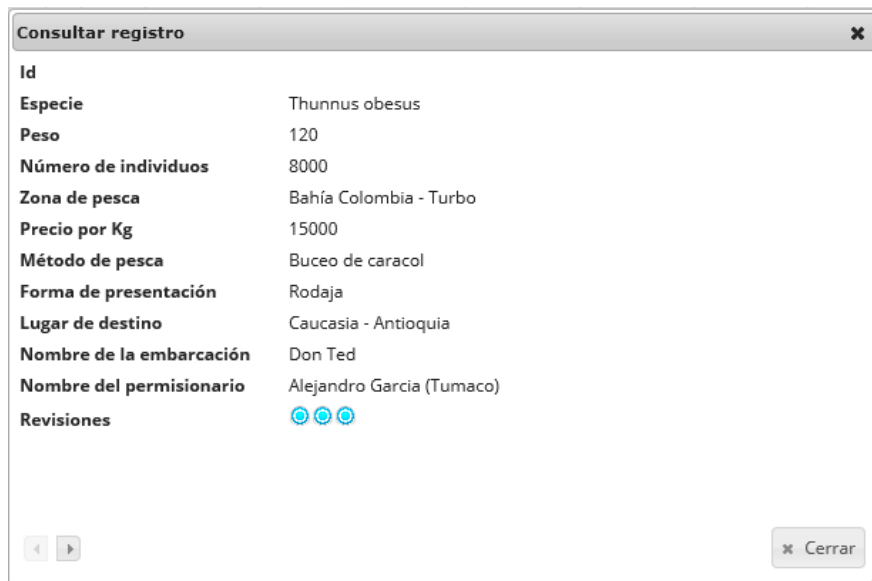 Consultar registro
Id
Especie Thunnus obesus
Peso 120
Número de individuos 8000
Zona de pesca Bahía Colombia - Turbo
Precio por Kg 15000
Método de pesca Buceo de caracol
Forma de presentación Rodaja
Lugar de destino Caucasia - Antioquia
Nombre de la embarcación Don Ted
Nombre del permisionario Alejandro Garcia (Tumaco)
Revisiones
Cerrar